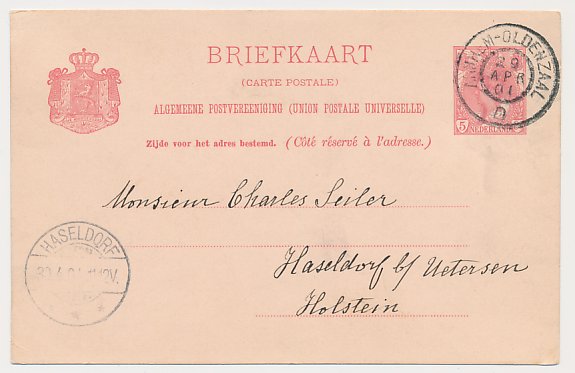 BRIEFKAART
(CARTE POSTALE)
ALGEMEENE POSTVEREENIGING (UNION POSTALE UNIVERSELLE)
Zijde voor het adres bestemd. (Côté réservé à l'adresse.)
M-OLDENZAAL
29
APR
01
D
5 NEDERLAND
Monsieur Charles Seiler
Haseldorf b/ Uetersen
Holstein
HASELDORF